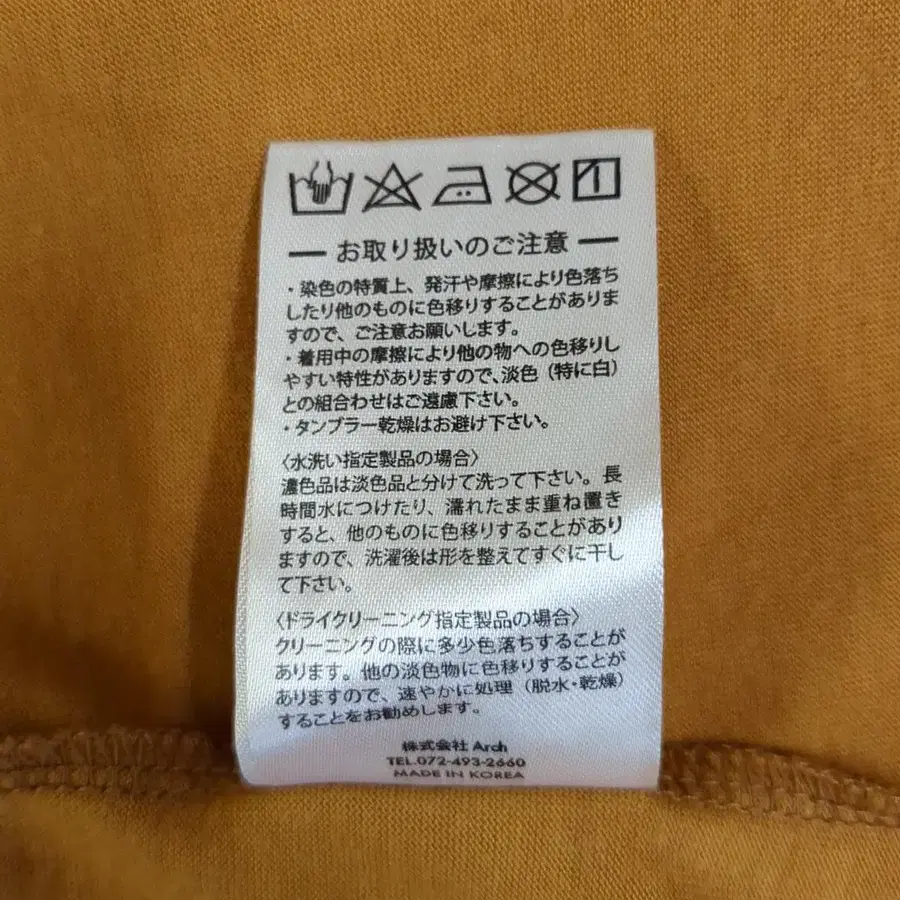 お取り扱いのご注意
・染色の特質上、発汗や摩擦により色落ち
したり他のものに色移りすることがありま
すので、ご注意お願いします。
・着用中の摩擦により他の物への色移りし
やすい特性がありますので、淡色（特に白）
との組合わせはご遠慮下さい。
・タンブラー乾燥はお避け下さい。
〈水洗い指定製品の場合〉
濃色品は淡色品と分けて洗って下さい。長
時間水につけたり、濡れたまま重ね置き
すると、他のものに色移りすることがあり
ますので、洗濯後は形を整えてすぐに干し
て下さい。
〈ドライクリーニング指定製品の場合〉
クリーニングの際に多少色落ちすることが
あります。他の淡色物に色移りすることが
ありますので、速やかに処理（脱水・乾燥）
することをお勧めします。
株式会社 Arch
TEL.072-493-2660
MADE IN KOREA